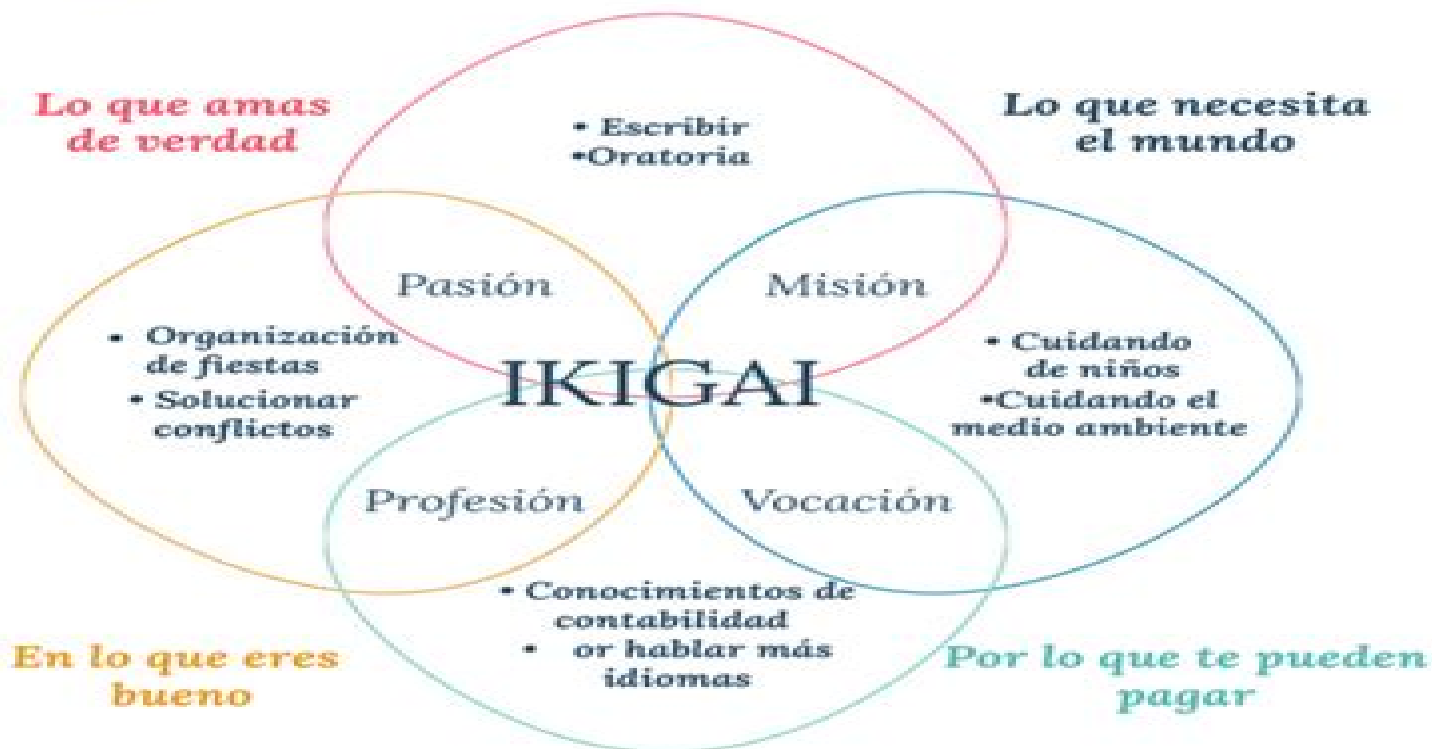 Lo que amas
de verdad
Lo que necesita
el mundo
• Escribir
•Oratoria
Pasión
Misión
• Organización
de fiestas
• Solucionar
conflictos
IKIGAI
• Cuidando
de niños
•Cuidando el
medio ambiente
Profesión
Vocación
• Conocimientos de
contabilidad
• or hablar más
idiomas
En lo que eres
bueno
Por lo que te pueden
pagar